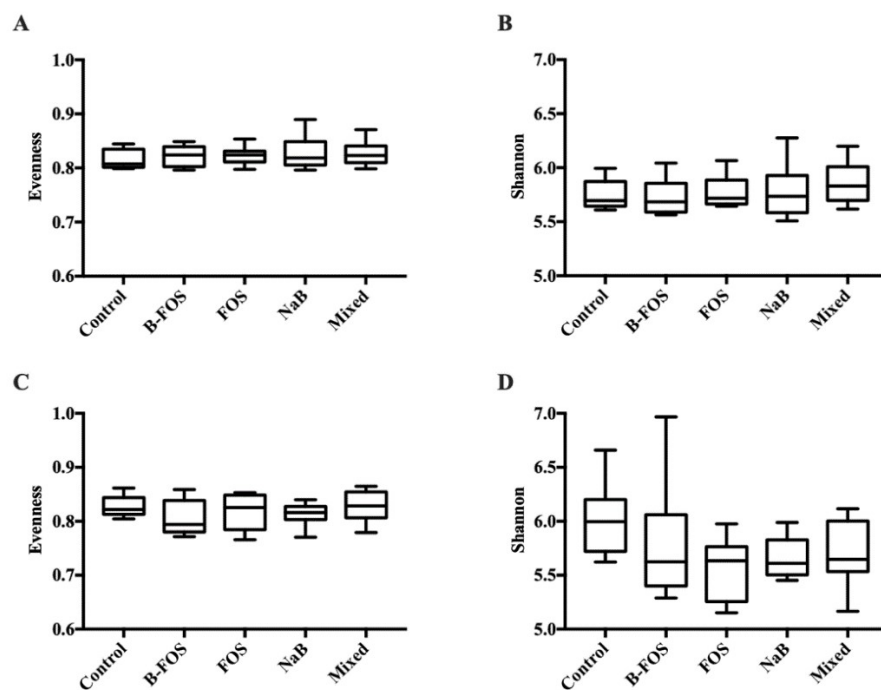 A
Evenness
1.0
0.9
0.8
0.7
0.6
Control
B-FOS
FOS
NaB
Mixed
B
Shannon
7.0
6.5
6.0
5.5
5.0
Control
B-FOS
FOS
NaB
Mixed
C
Evenness
1.0
0.9
0.8
0.7
0.6
Control
B-FOS
FOS
NaB
Mixed
D
Shannon
7.0
6.5
6.0
5.5
5.0
Control
B-FOS
FOS
NaB
Mixed